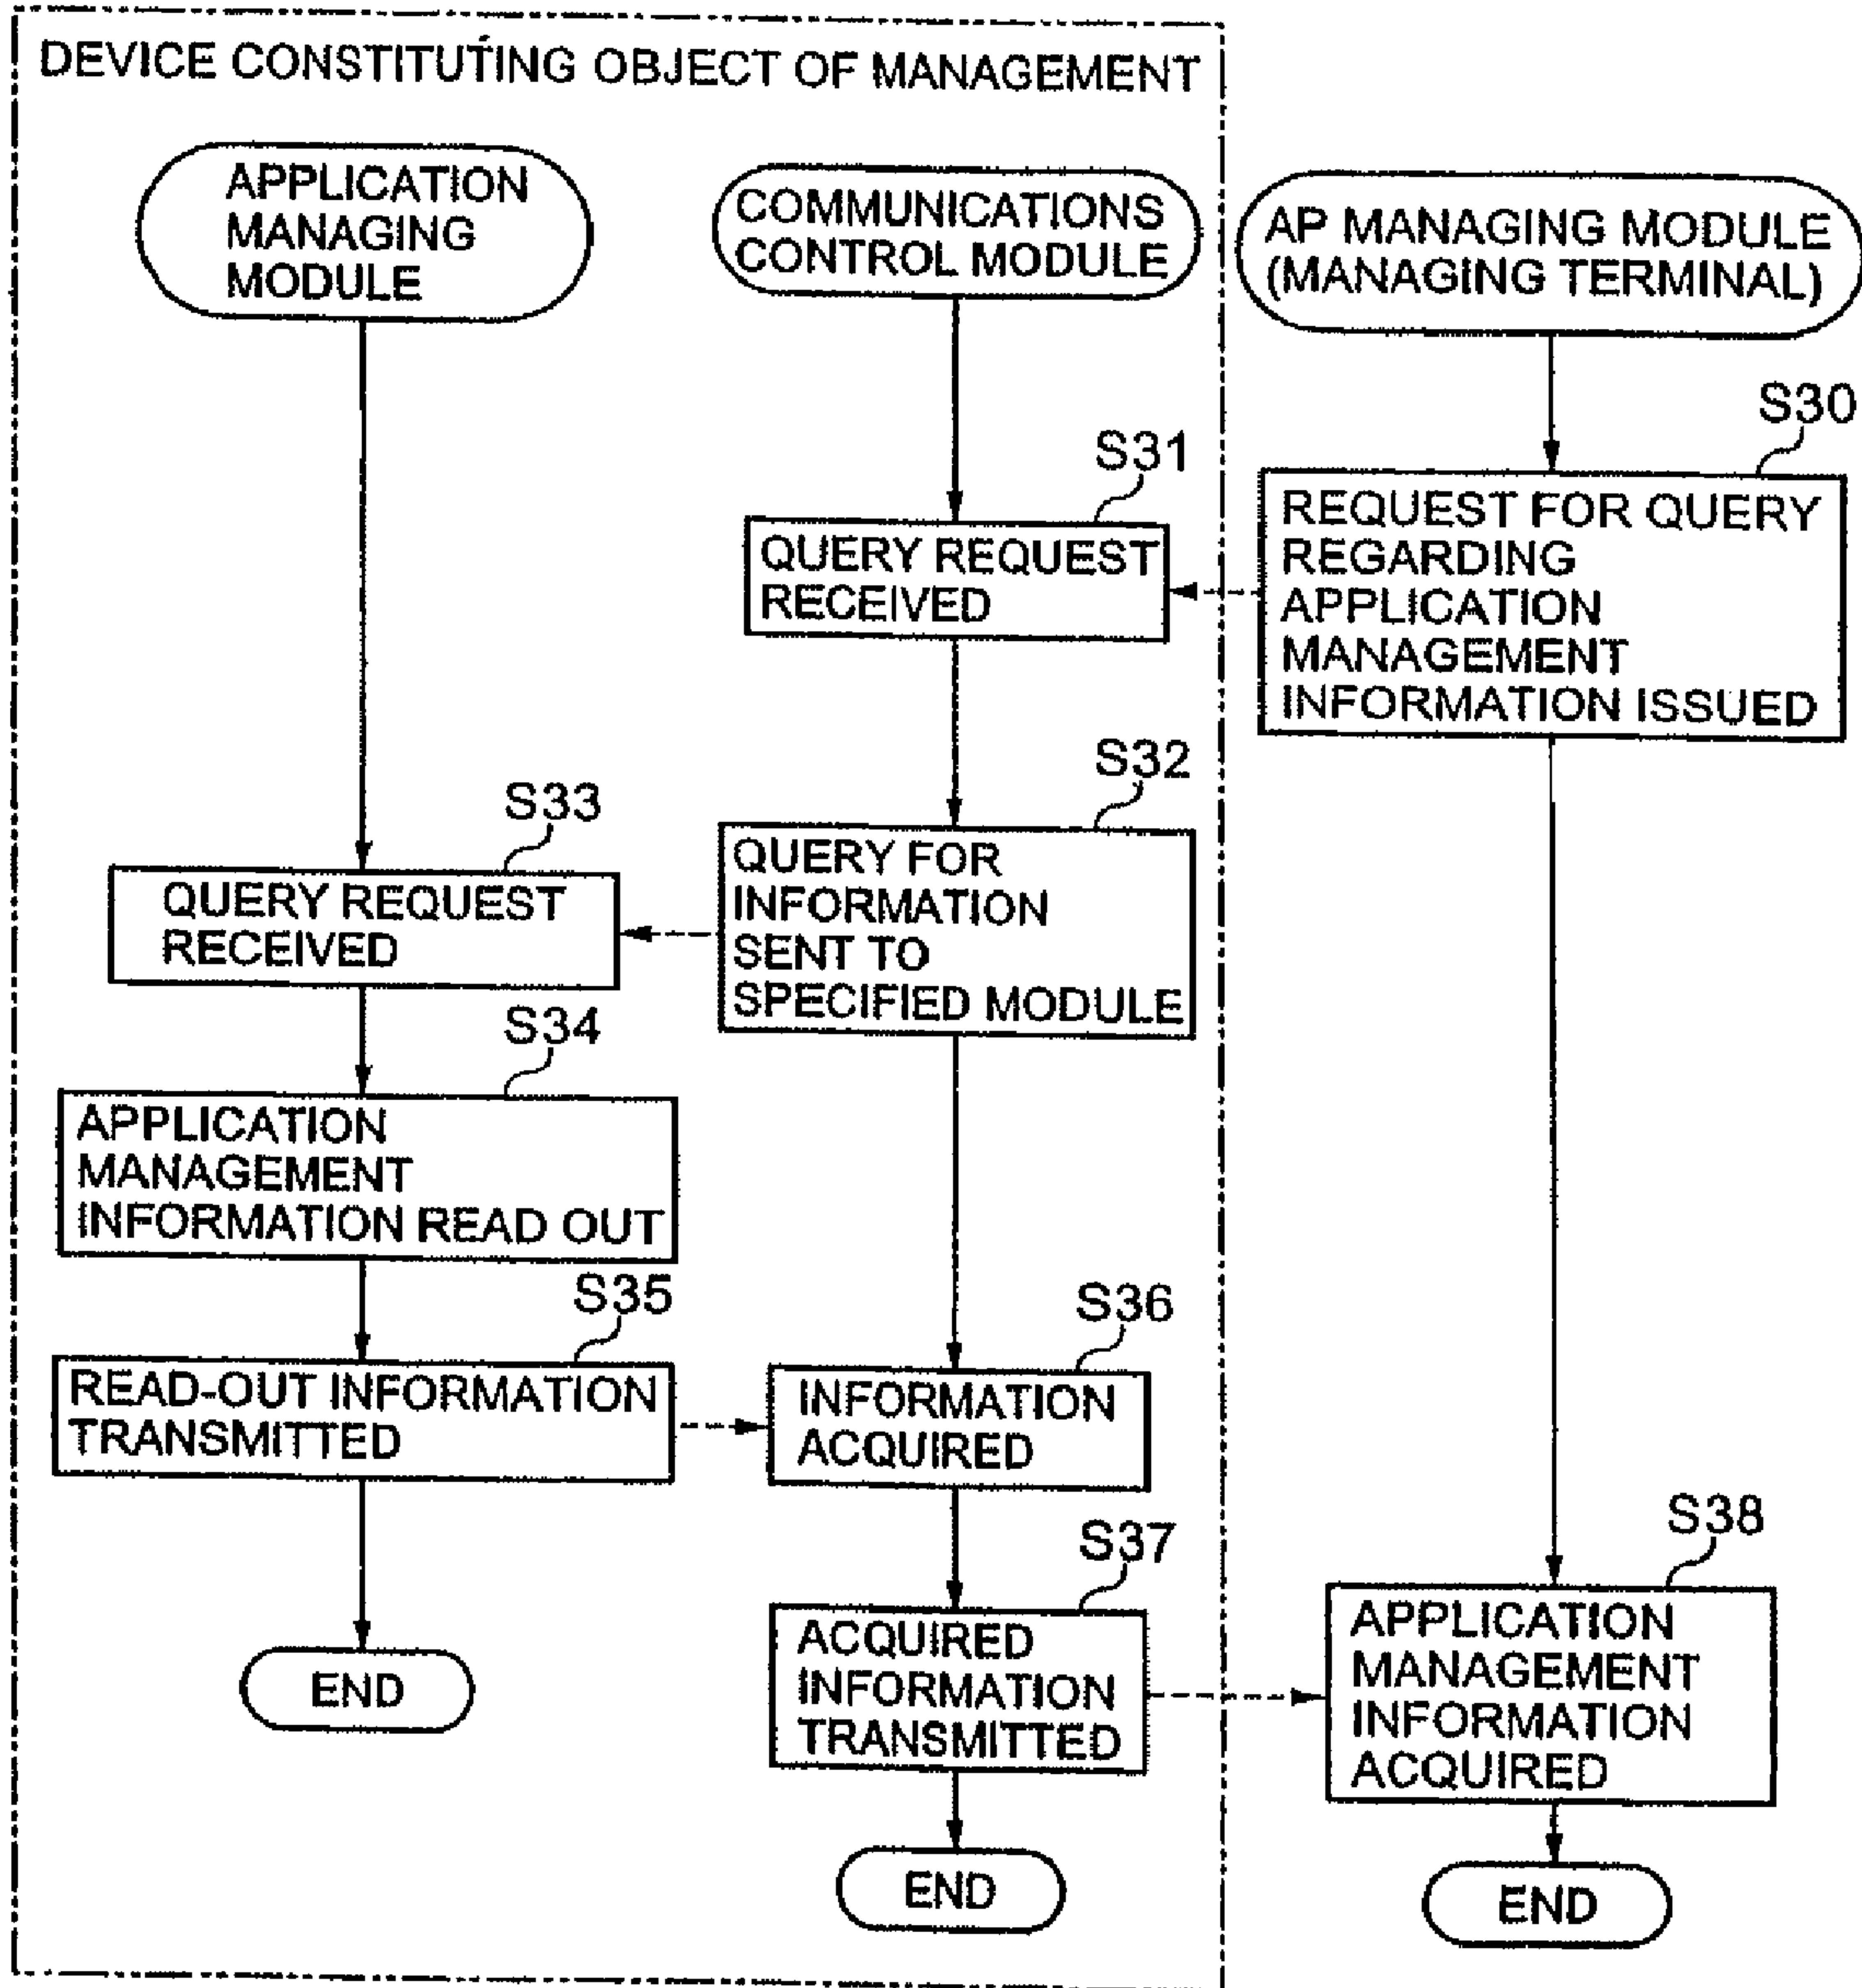 DEVICE CONSTITUTING OBJECT OF MANAGEMENT
APPLICATION
MANAGING
MODULE
COMMUNICATIONS
CONTROL MODULE
AP MANAGING MODULE
(MANAGING TERMINAL)
S30
REQUEST FOR QUERY
REGARDING
APPLICATION
MANAGEMENT
INFORMATION ISSUED
S31
QUERY REQUEST
RECEIVED
S32
QUERY FOR
INFORMATION
SENT TO
SPECIFIED MODULE
S33
QUERY REQUEST
RECEIVED
S34
APPLICATION
MANAGEMENT
INFORMATION READ OUT
S35
READ-OUT INFORMATION
TRANSMITTED
S36
INFORMATION
ACQUIRED
S37
ACQUIRED
INFORMATION
TRANSMITTED
S38
APPLICATION
MANAGEMENT
INFORMATION
ACQUIRED
END
END
END